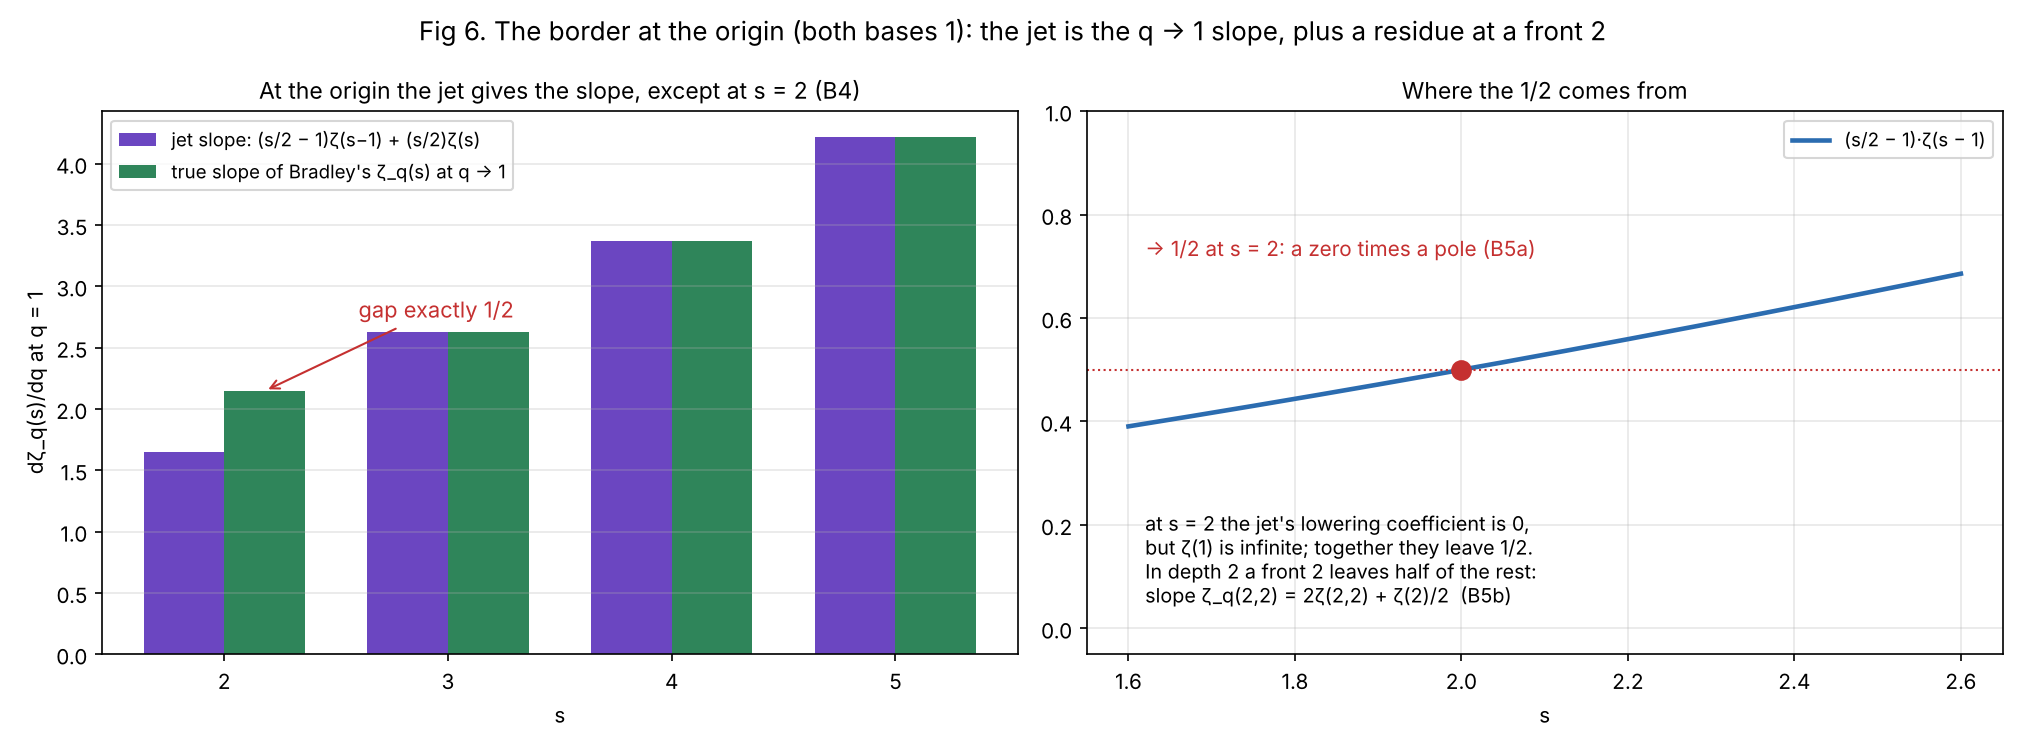 Fig 6. The border at the origin (both bases 1): the jet is the q → 1 slope, plus a residue at a front 2
At the origin the jet gives the slope, except at s = 2 (B4)
jet slope: (s/2 − 1)ζ(s−1) + (s/2)ζ(s)
true slope of Bradley's ζ_q(s) at q → 1
gap exactly 1/2
dζ_q(s)/dq at q = 1
4.0
3.5
3.0
2.5
2.0
1.5
1.0
0.5
0.0
2 3 4 5
s
Where the 1/2 comes from
(s/2 − 1)·ζ(s − 1)
→ 1/2 at s = 2: a zero times a pole (B5a)
at s = 2 the jet's lowering coefficient is 0,
but ζ(1) is infinite; together they leave 1/2.
In depth 2 a front 2 leaves half of the rest:
slope ζ_q(2,2) = 2ζ(2,2) + ζ(2)/2 (B5b)
1.0
0.8
0.6
0.4
0.2
0.0
1.6 1.8 2.0 2.2 2.4 2.6
s